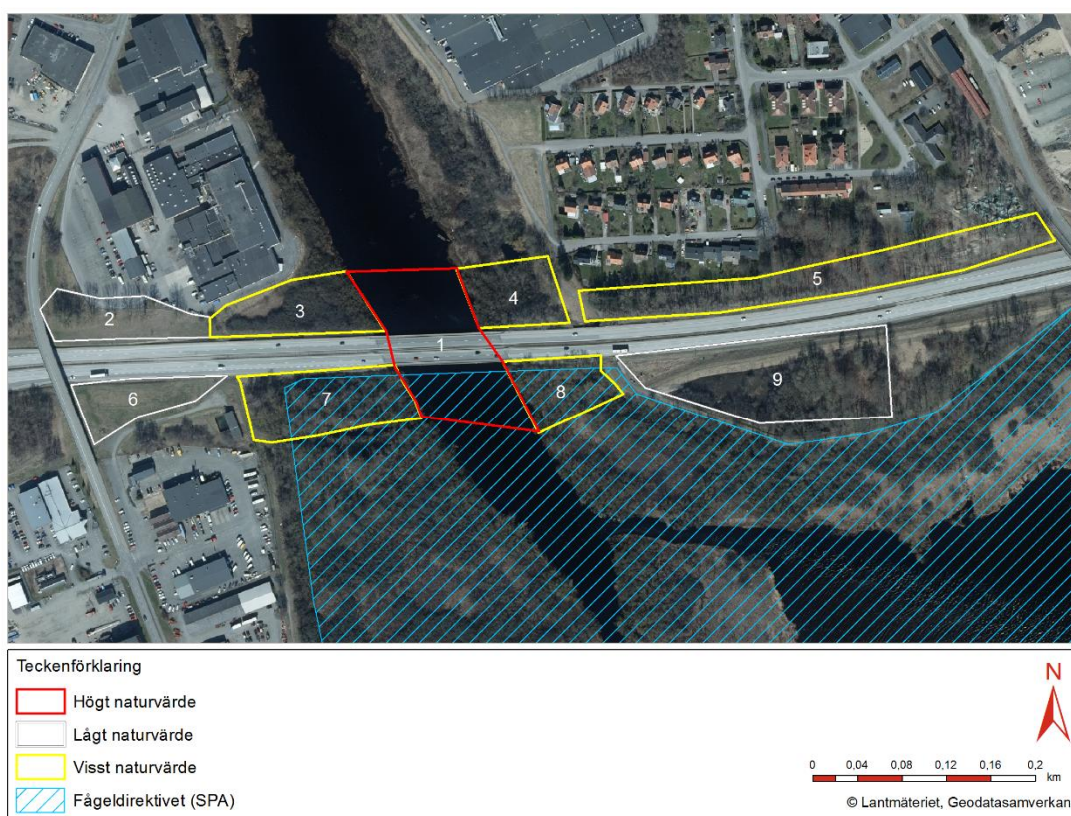 5
4
3
2
1
8
9
7
6
Teckenförklaring
Högt naturvärde
Lågt naturvärde
Visst naturvärde
Fågeldirektivet (SPA)
N
0 0,04 0,08 0,12 0,16 0,2
km
© Lantmäteriet, Geodatasamverkan